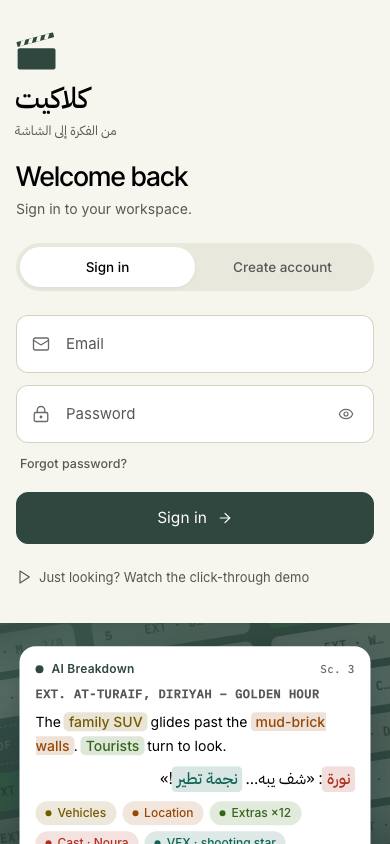 كلاكيت
من الفكرة إلى الشاشة
Welcome back
Sign in to your workspace.
Sign in
Create account
Email
Password
Forgot password?
Sign in →
Just looking? Watch the click-through demo
5
EXT
EXT · W
AI Breakdown
Sc. 3
EXT. AT-TURAIF, DIRIYAH — GOLDEN HOUR
The family SUV glides past the mud-brick
walls . Tourists turn to look.
نورة : «شف يبه... نجمة تطير !»
Vehicles
Location
Extras ×12
Cast · Noura
VFX · shooting star